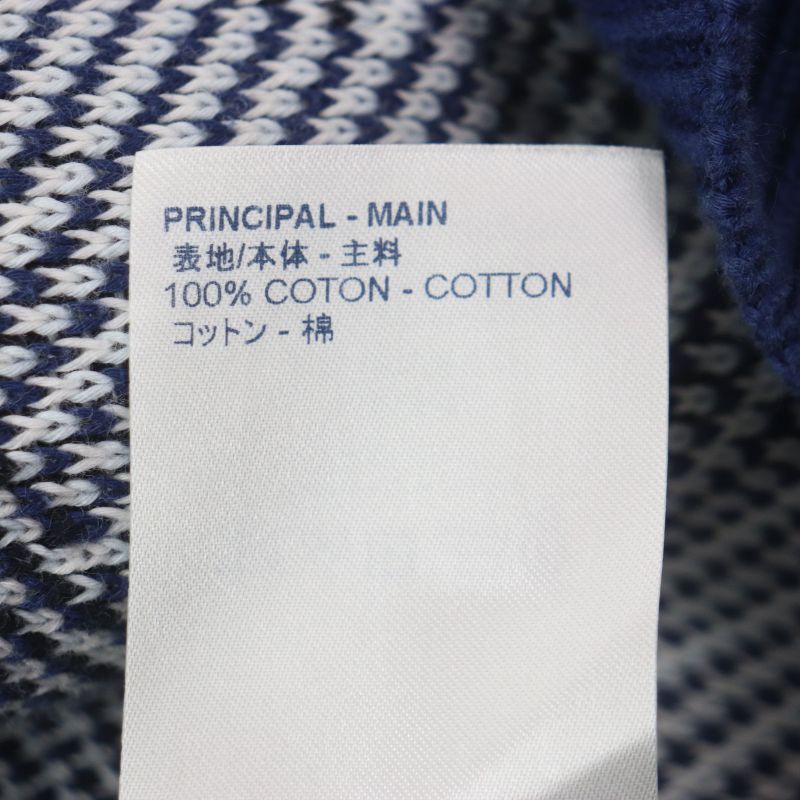 PRINCIPAL - MAIN
表地/本体 - 主料
100% COTON - COTTON
コットン - 棉